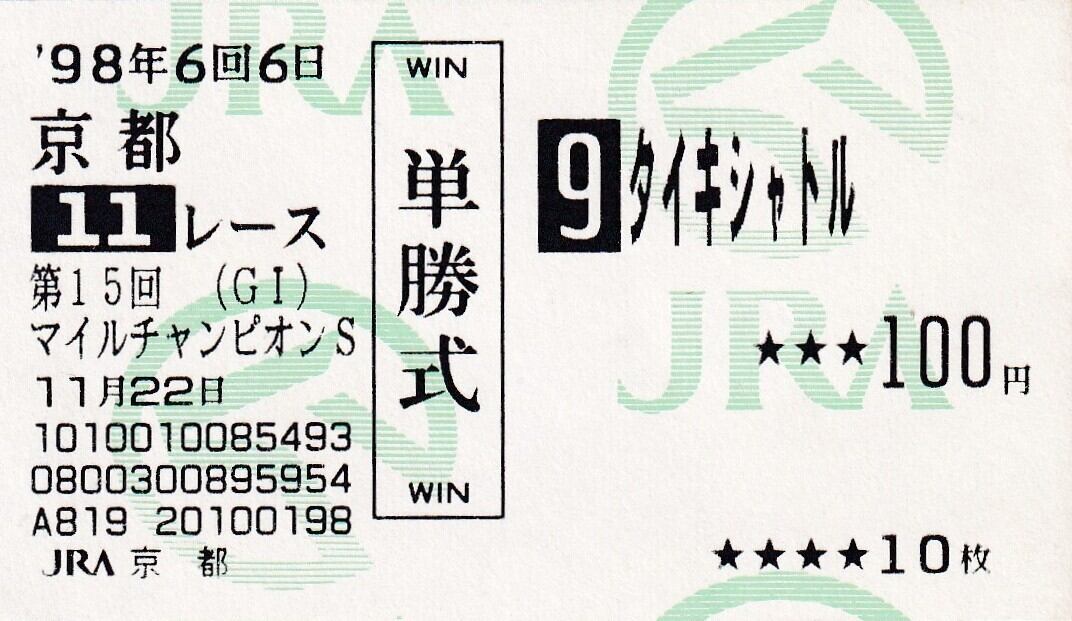 '98年6回6日
京都
11レース
第15回 (GI)
マイルチャンピオンS
11月22日
1010010085493
0800300895954
A819 20100198
JRA 京 都
WIN
単勝式
WIN
9 タイキシャトル
★★★100円
★★★★10枚
JRA
JRA